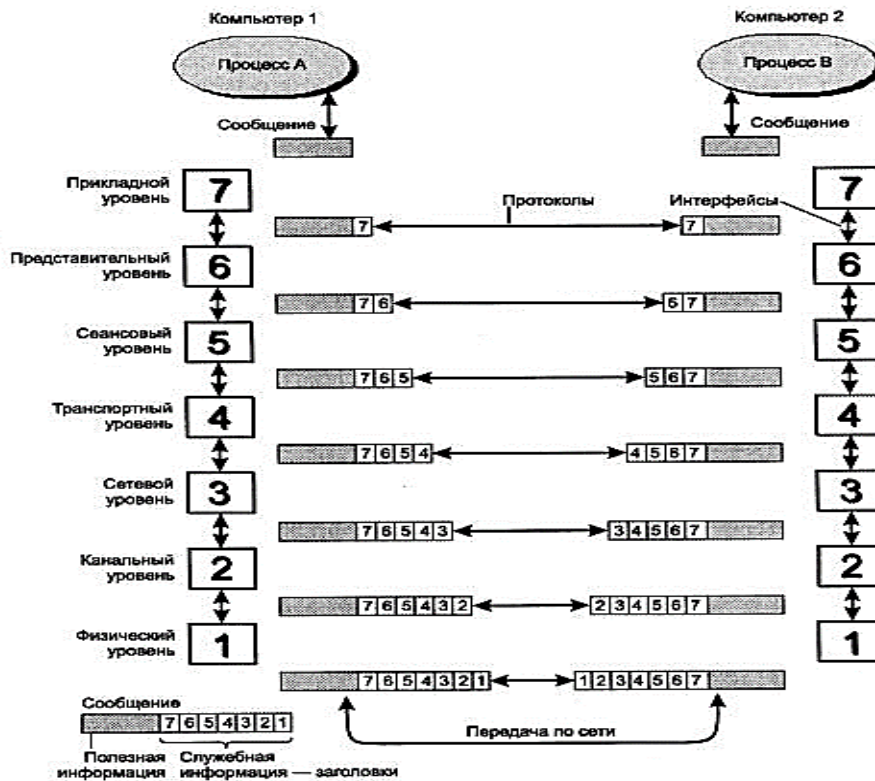 Компьютер 1
Компьютер 2
Процесс A
Процесс B
Сообщение
Сообщение
Прикладной уровень
7
7
Протоколы
Интерфейсы
7
7
Представительный уровень
6
6
7 6
6 7
Сеансовый уровень
5
5
7 6 5
5 6 7
Транспортный уровень
4
4
7 6 5 4
4 5 6 7
Сетевой уровень
3
3
7 6 5 4 3
3 4 5 6 7
Канальный уровень
2
2
7 6 5 4 3 2
2 3 4 5 6 7
Физический уровень
1
1
7 6 5 4 3 2 1
1 2 3 4 5 6 7
Сообщение
7 6 5 4 3 2 1
Передача по сети
Полезная информация
Служебная информация — заголовки